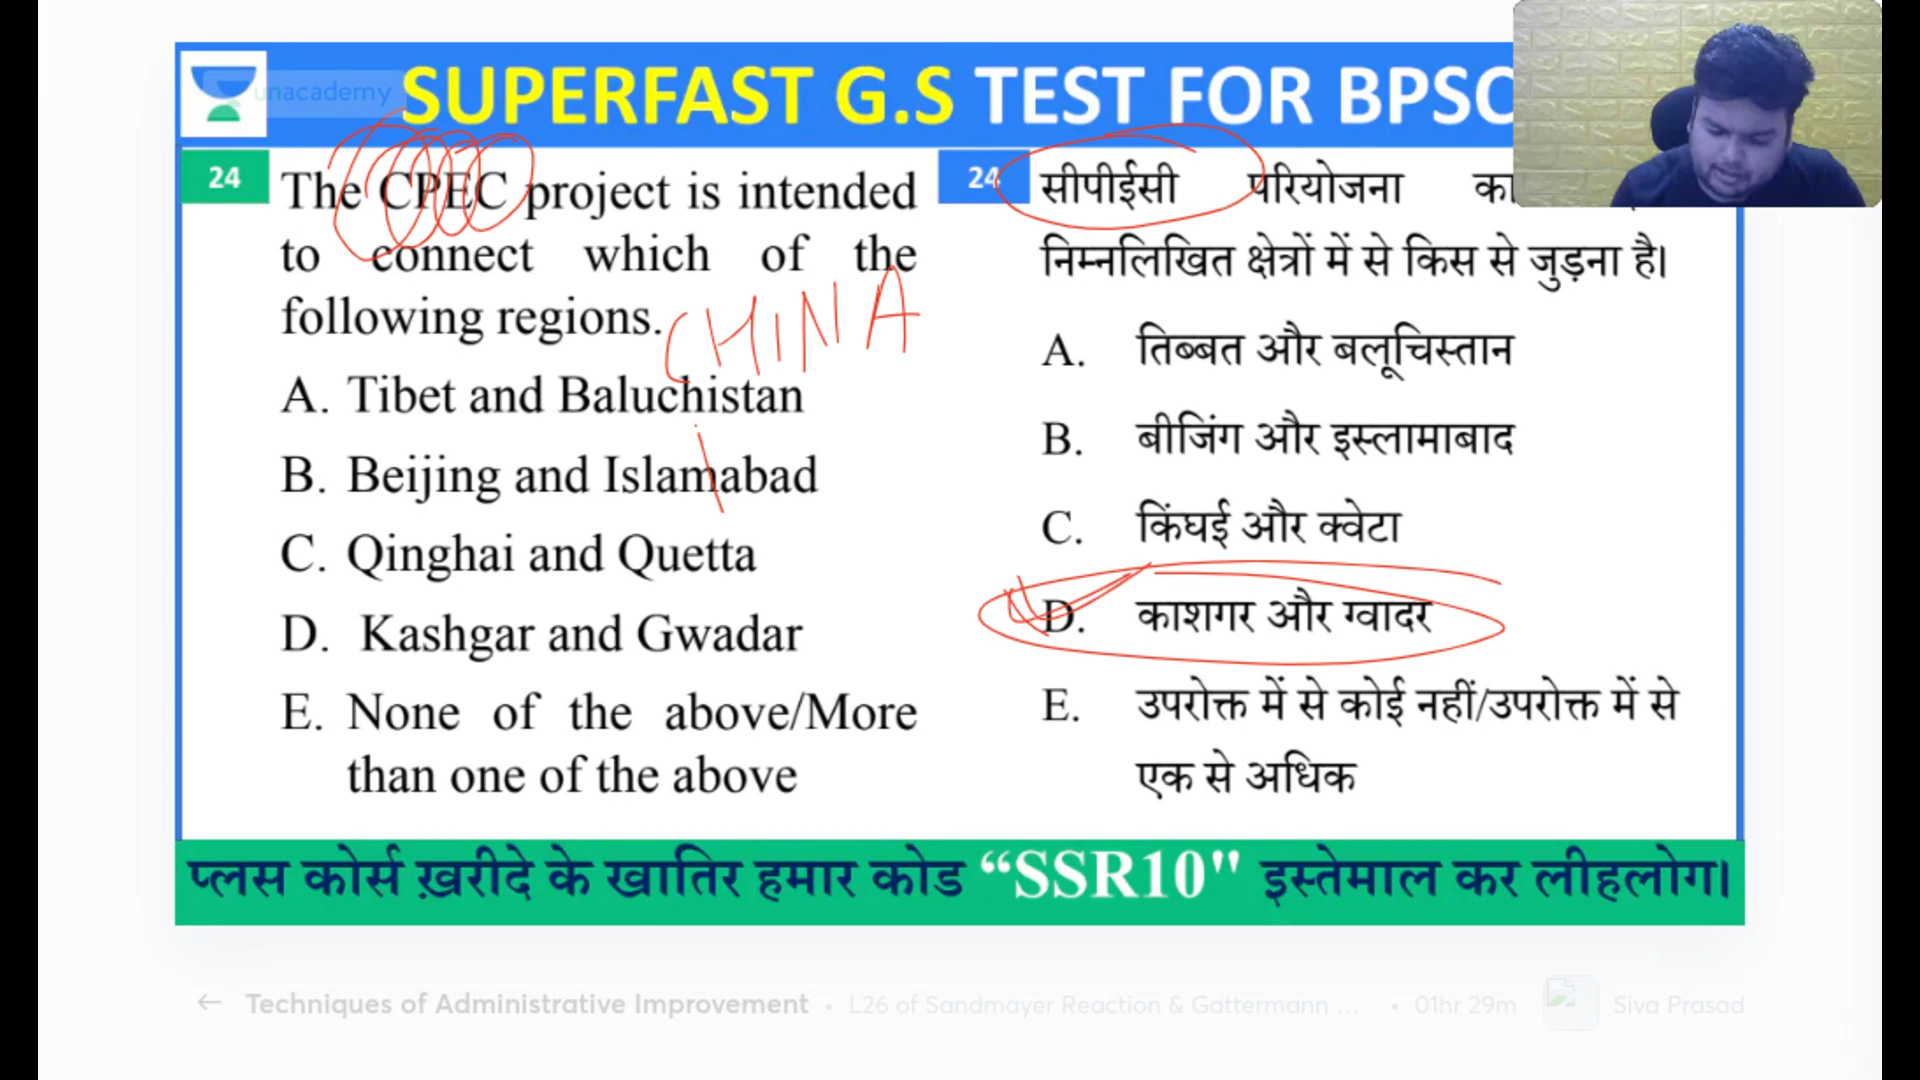 unacademy
SUPERFAST G.S TEST FOR BPSC
24
The CPEC project is intended
to connect which of the
following regions.
CHINA
A. Tibet and Baluchistan
B. Beijing and Islamabad
C. Qinghai and Quetta
D. Kashgar and Gwadar
E. None of the above/More
than one of the above
24
सीपीईसी परियोजना
निम्नलिखित क्षेत्रों में से किस से जुड़ना है।
A. तिब्बत और बलूचिस्तान
B. बीजिंग और इस्लामाबाद
C. किंघई और क्वेटा
D. काशगर और ग्वादर
E. उपरोक्त में से कोई नहीं/उपरोक्त में से
एक से अधिक
प्लस कोर्स ख़रीदे के खातिर हमार कोड “SSR10" इस्तेमाल कर लीहलोग।
← Techniques of Administrative Improvement • L26 of Sandmayer Reaction & Gattermann ... • 01hr 29m Siva Prasad